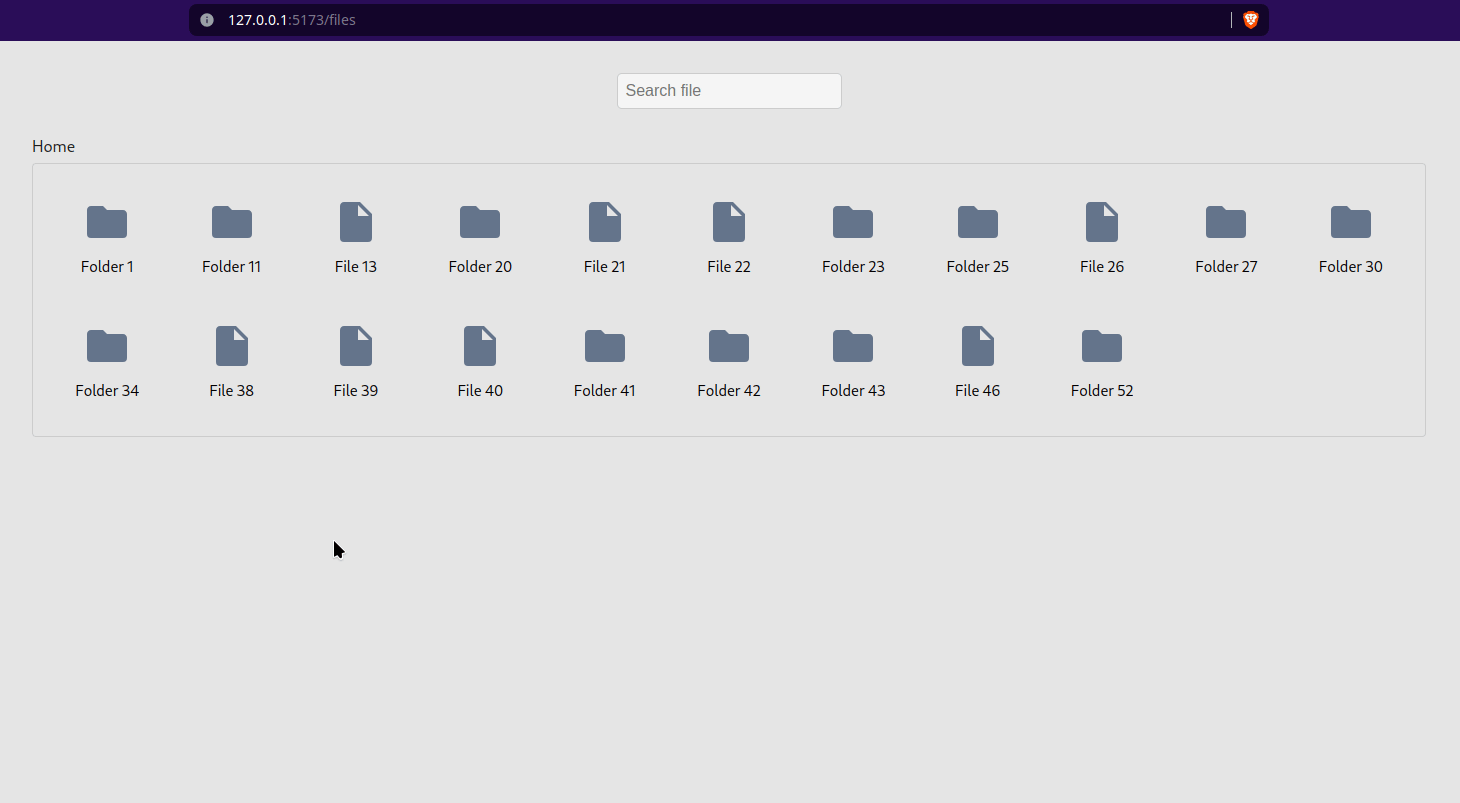 127.0.0.1:5173/files
Search file
Home
Folder 1 Folder 11 File 13 Folder 20 File 21 File 22 Folder 23 Folder 25 File 26 Folder 27 Folder 30
Folder 34 File 38 File 39 File 40 Folder 41 Folder 42 Folder 43 File 46 Folder 52